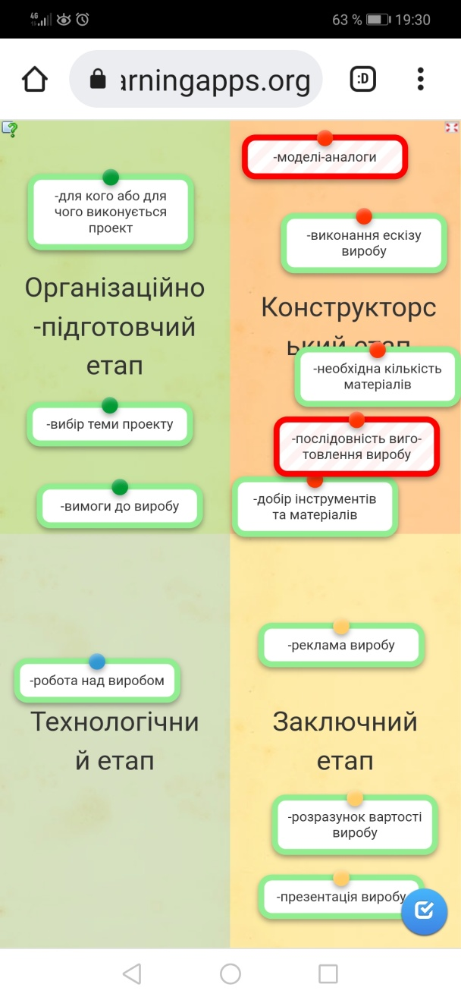 4G
63 %
19:30
arningapps.org
:D
-моделі-аналоги
-для кого або для
чого виконується
проект
-виконання ескізу
виробу
Організаційно
-підготовчий
етап
Конструкторс
ький етап
-необхідна кількість
матеріалів
-вибір теми проекту
-послідовність виго-
товлення виробу
-вимоги до виробу
-добір інструментів
та матеріалів
-реклама виробу
-робота над виробом
Технологічни
й етап
Заключний
етап
-розразунок вартості
виробу
-презентація виробу